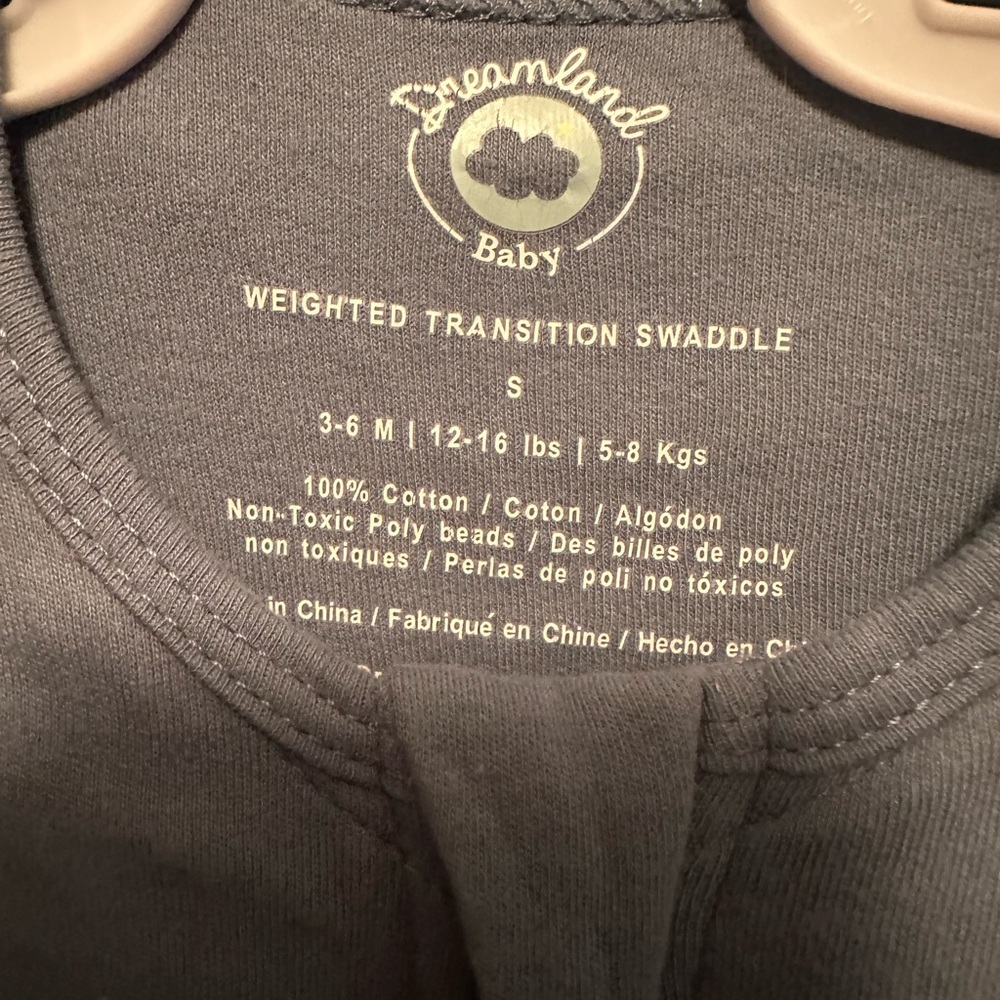 Dreamland
Baby
WEIGHTED TRANSITION SWADDLE
S
3-6 M | 12-16 lbs | 5-8 Kgs
100% Cotton / Coton / Algódon
Non-Toxic Poly beads / Des billes de poly
non toxiques / Perlas de poli no tóxicos
in China / Fabriqué en Chine / Hecho en